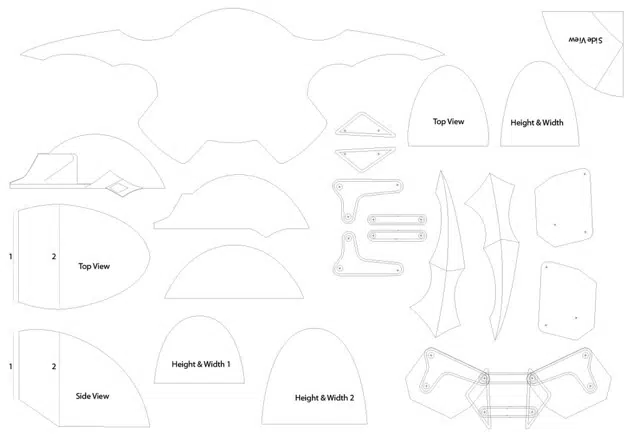 Side View
Top View
Height & Width
1
2
Top View
1
2
Side View
Height & Width 1
Height & Width 2